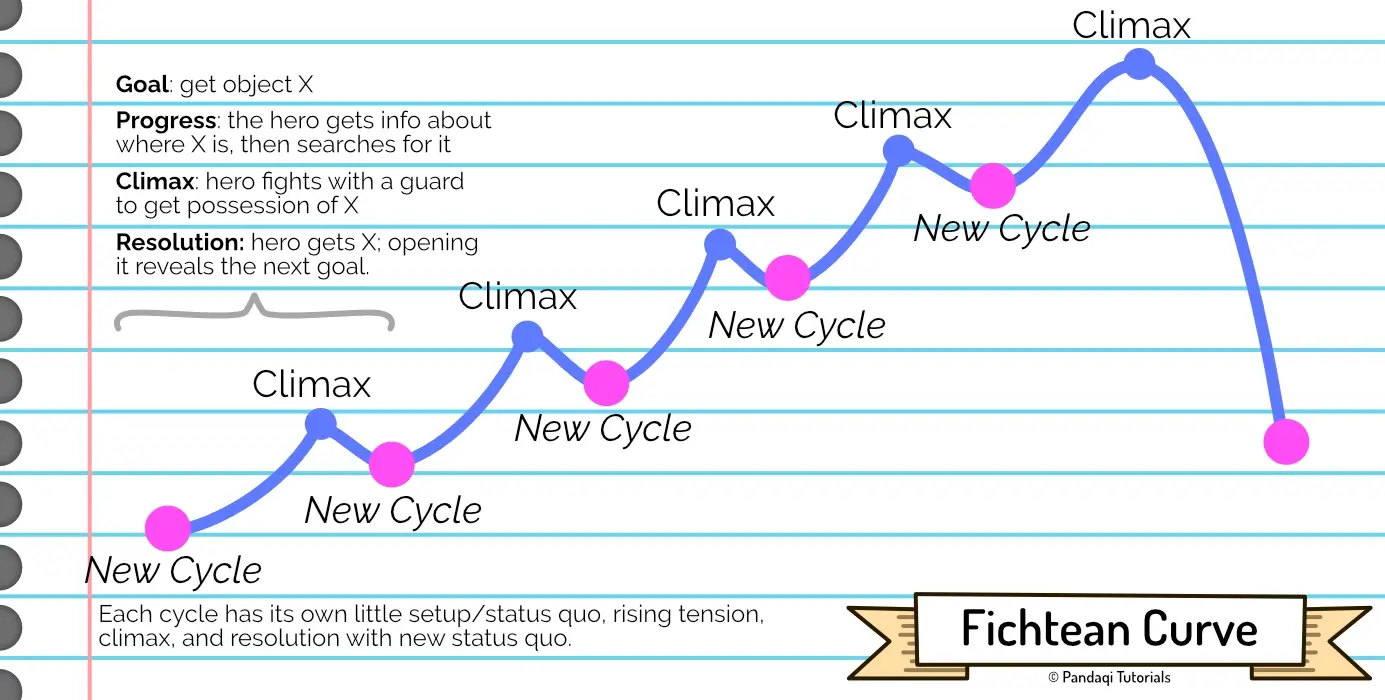 Climax
Goal: get object X
Progress: the hero gets info about
where X is, then searches for it
Climax
Climax: hero fights with a guard
to get possession of X
Climax
New Cycle
Resolution: hero gets X; opening
it reveals the next goal.
Climax
New Cycle
Climax
New Cycle
New Cycle
New Cycle
Each cycle has its own little setup/status quo, rising tension,
climax, and resolution with new status quo.
Fichtean Curve
© Pandaqi Tutorials